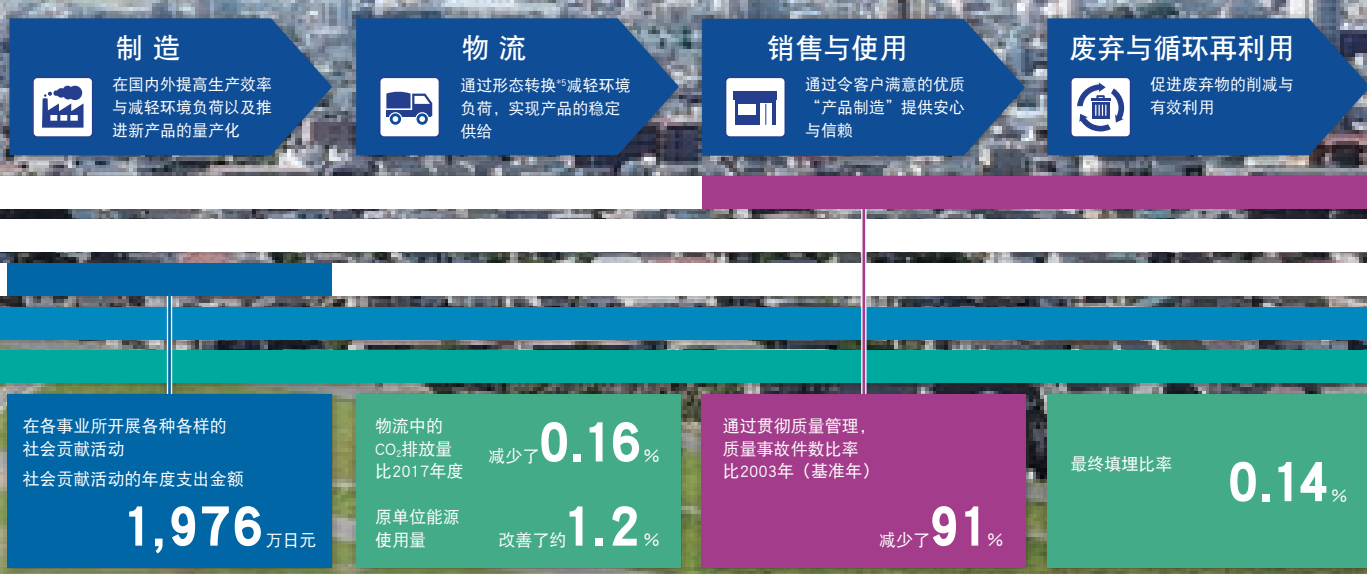 制造
在国内外提高生产效率
与减轻环境负荷以及推
进新产品的量产化
物流
通过形态转换*5减轻环境
负荷，实现产品的稳定
供给
销售与使用
通过令客户满意的优质
“产品制造”提供安心
与信赖
废弃与循环再利用
促进废弃物的削减与
有效利用
在各事业所开展各种各样的
社会贡献活动
社会贡献活动的年度支出金额
1,976万日元
物流中的
CO₂排放量
比2017年度
减少了0.16%
原单位能源
使用量
改善了约1.2%
通过贯彻质量管理，
质量事故件数比率
比2003年（基准年）
减少了91%
最终填埋比率
0.14%